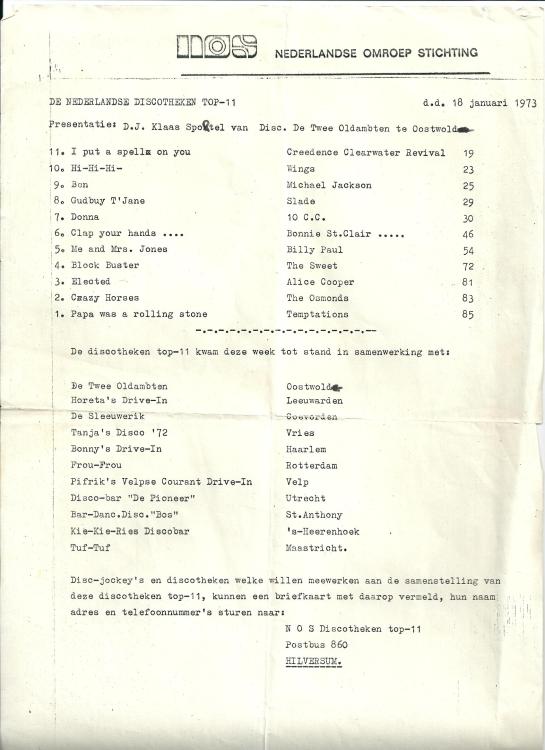 nos NEDERLANDSE OMROEP STICHTING
DE NEDERLANDSE DISCOTHEKEN TOP-11 d.d. 18 januari 1973
Presentatie: D.J. Klaas Sportel van Disc. De Twee Oldambten te Oostwold
11. I put a spell on you Creedence Clearwater Revival 19
10. Hi-Hi-Hi- Wings 23
9. Ben Michael Jackson 25
8. Gudbuy T'Jane Slade 29
7. Donna 10 C.C. 30
6. Clap your hands .... Bonnie St.Clair ..... 46
5. Me and Mrs. Jones Billy Paul 54
4. Block Buster The Sweet 72
3. Elected Alice Cooper 81
2. Crazy Horses The Osmonds 83
1. Papa was a rolling stone Temptations 85
-.-.-.-.-.-.-.-.-.-.-.-.-.-.-.-.-.-.--
De discotheken top-11 kwam deze week tot stand in samenwerking met:
De Twee Oldambten Oostwold
Horeta's Drive-In Leeuwarden
De Sleeuwerik Coevorden
Tanja's Disco '72 Vries
Bonny's Drive-In Haarlem
Frou-Frou Rotterdam
Pifrik's Velpse Courant Drive-In Velp
Disco-bar "De Pioneer" Utrecht
Bar-Danc.Disc."Bos" St.Anthony
Kie-Kie-Ries Discobar 's-Heerenhoek
Tuf-Tuf Maastricht.
Disc-jockey's en discotheken welke willen meewerken aan de samenstelling van
deze discotheken top-11, kunnen een briefkaart met daarop vermeld, hun naam
adres en telefoonnummer's sturen naar:
N O S Discotheken top-11
Postbus 860
HILVERSUM.